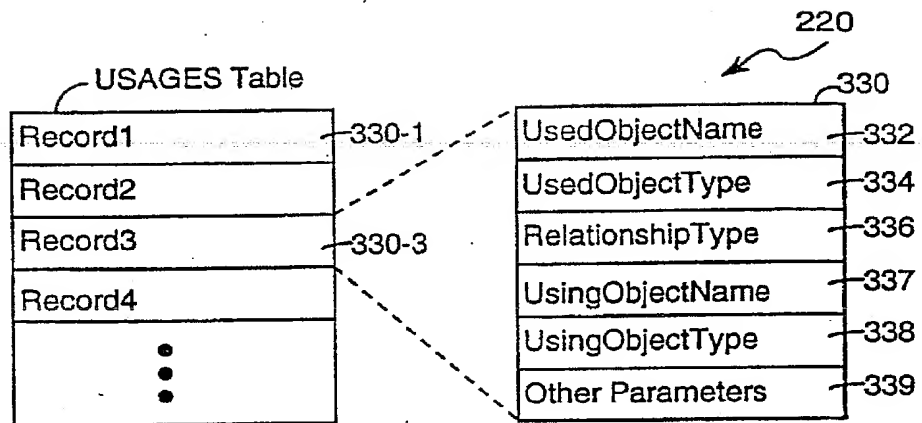 220
USAGES Table
330
Record1
330-1
Record2
Record3
330-3
Record4
UsedObjectName
332
UsedObjectType
334
RelationshipType
336
UsingObjectName
337
UsingObjectType
338
Other Parameters
339